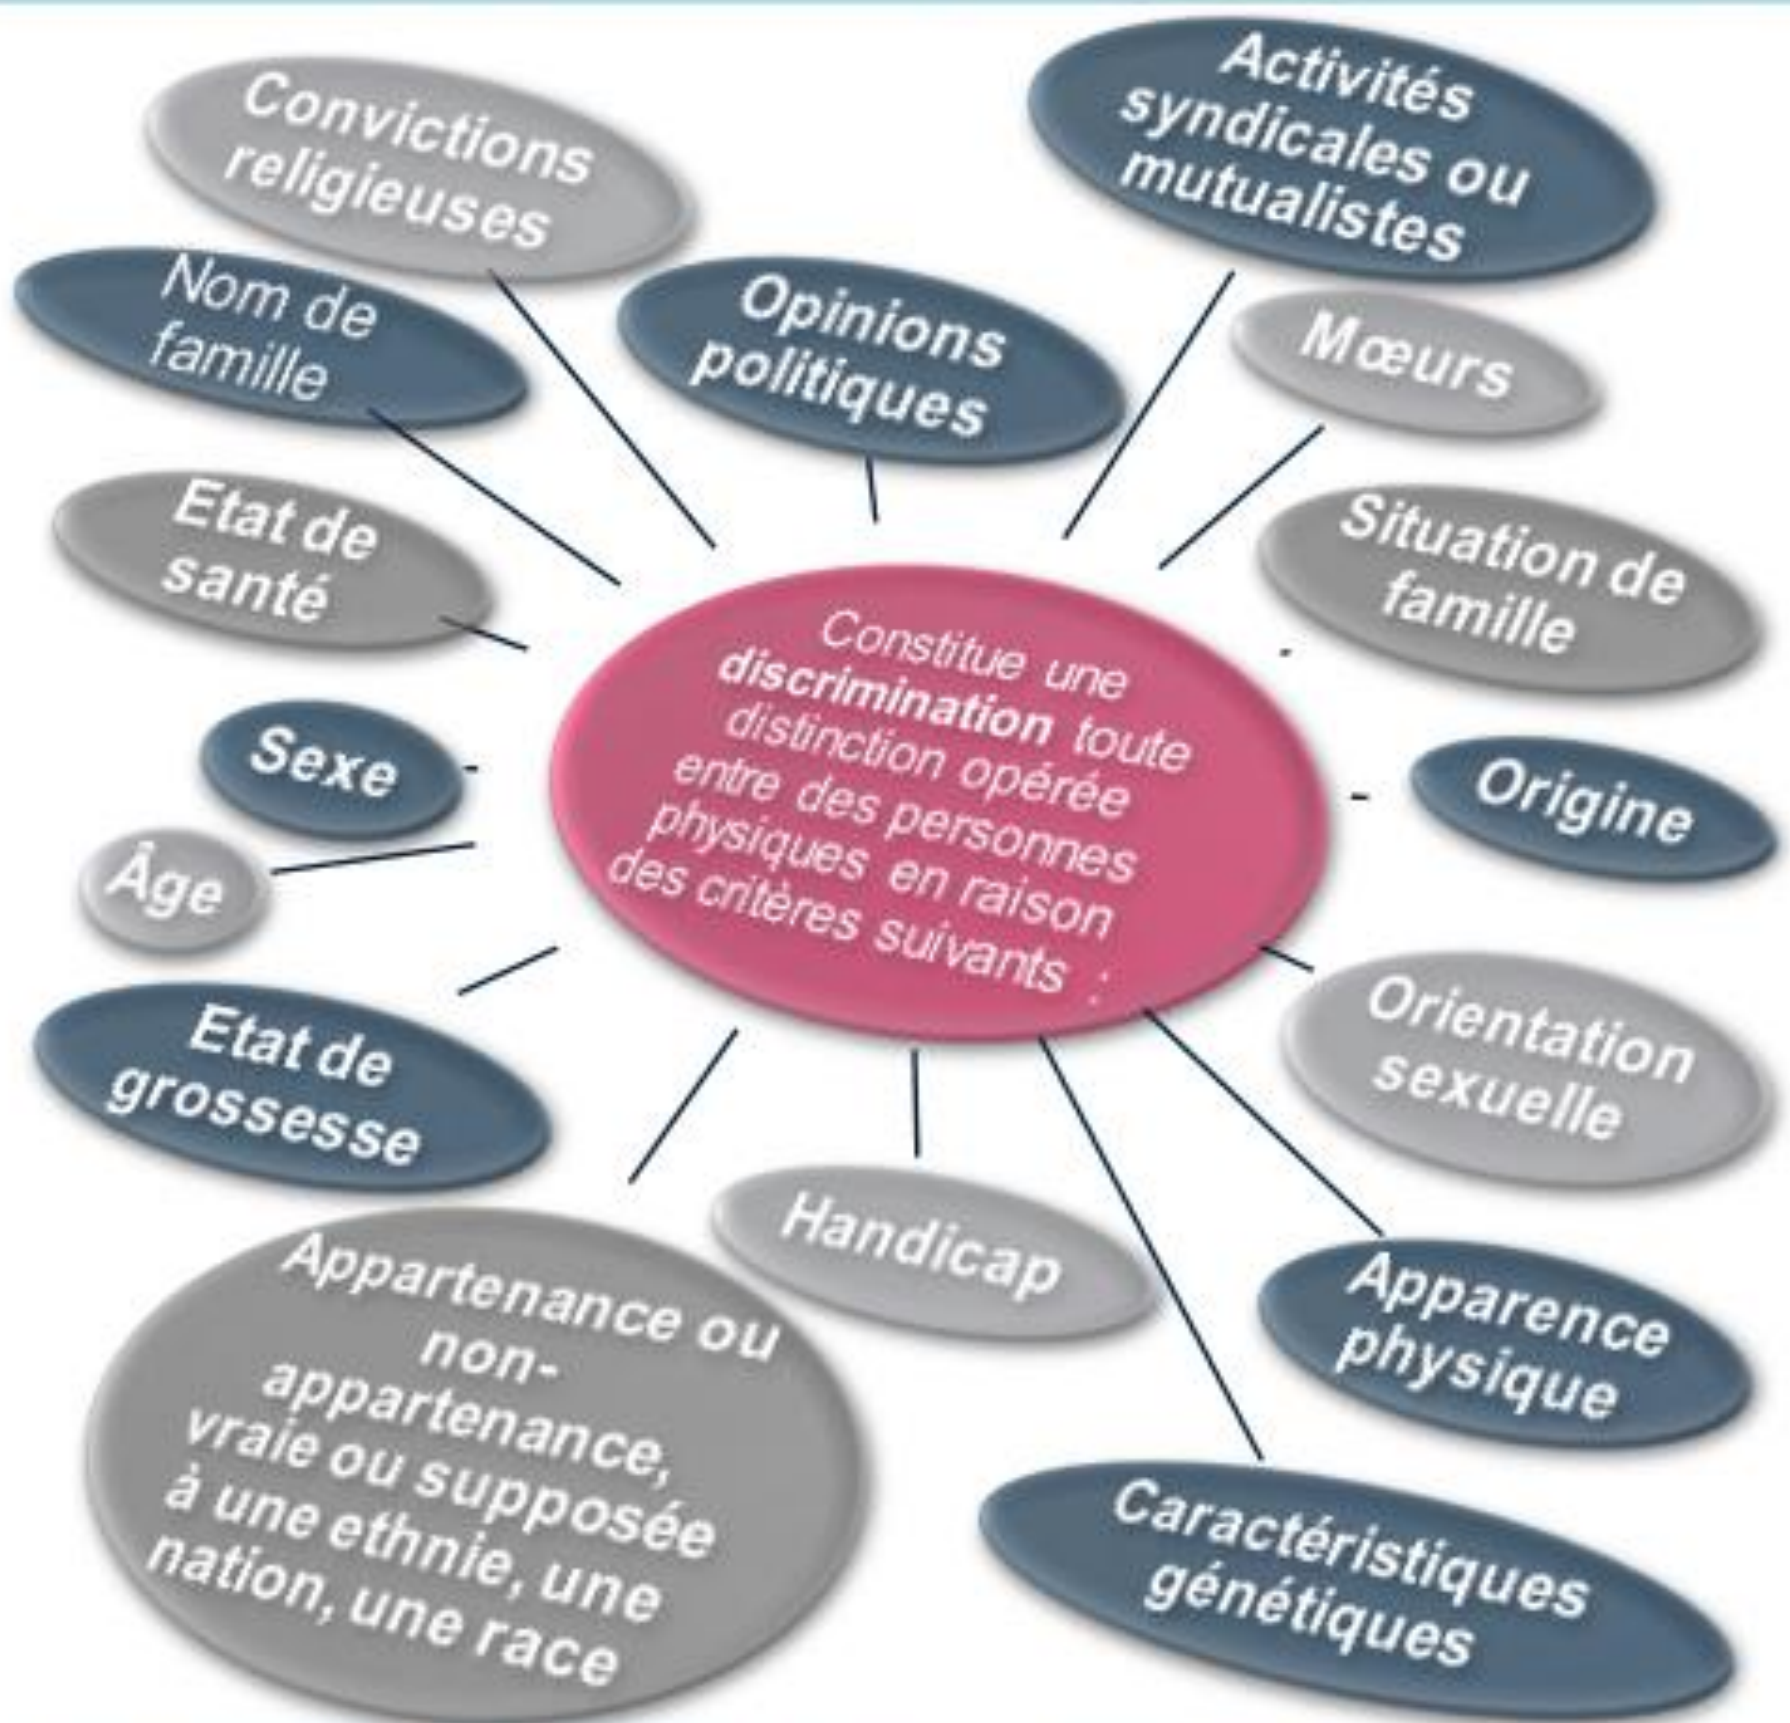 Convictions
religieuses
Activités
syndicales ou
mutualistes
Nom de
famille
Opinions
politiques
Mœurs
Etat de
santé
Situation de
famille
Constitue une
discrimination toute
distinction opérée
entre des personnes
physiques en raison
des critères suivants :
Sexe
Origine
Âge
Orientation
sexuelle
Etat de
grossesse
Handicap
Apparence
physique
Appartenance ou
non-
appartenance,
vraie ou supposée
à une ethnie, une
nation, une race
Caractéristiques
génétiques